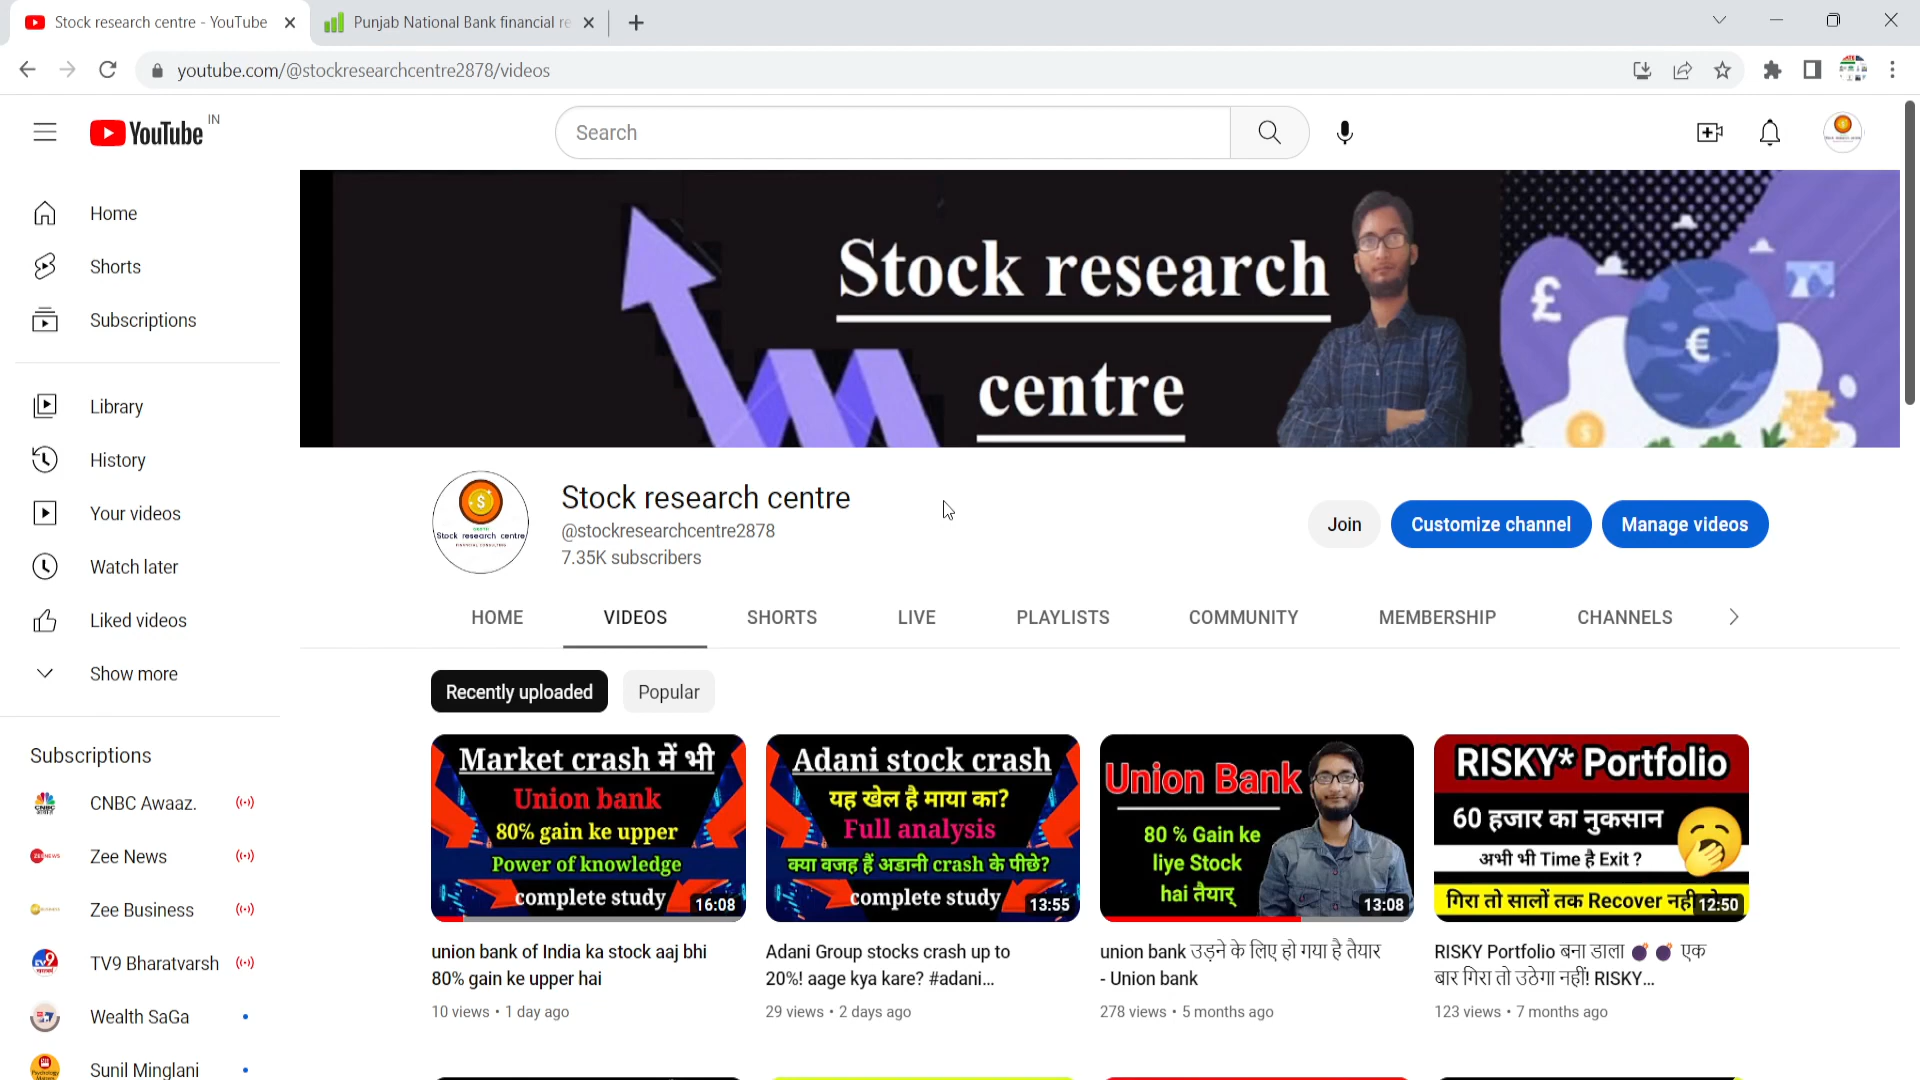 Stock research centre - YouTube
Punjab National Bank financial re
youtube.com/@stockresearchcentre2878/videos
YouTube IN
Search
Home
Shorts
Subscriptions
Library
History
Your videos
Watch later
Liked videos
Show more
Subscriptions
CNBC Awaaz.
Zee News
Zee Business
TV9 Bharatvarsh
Wealth SaGa
Sunil Minglani
Stock research
centre
£
€
$
Stock research centre
Stock research centre
@stockresearchcentre2878
7.35K subscribers
Join
Customize channel
Manage videos
HOME
VIDEOS
SHORTS
LIVE
PLAYLISTS
COMMUNITY
MEMBERSHIP
CHANNELS
Recently uploaded
Popular
Market crash में भी
Union bank
80% gain ke upper
Power of knowledge
complete study
16:08
union bank of India ka stock aaj bhi
80% gain ke upper hai
10 views • 1 day ago
Adani stock crash
यह खेल है माया का?
Full analysis
क्या वजह हैं अडानी crash के पीछे?
complete study
13:55
Adani Group stocks crash up to
20%! aage kya kare? #adani...
29 views • 2 days ago
Union Bank
80 % Gain ke
liye Stock
hai तैयार्
13:08
union bank उड़ने के लिए हो गया है तैयार
- Union bank
278 views • 5 months ago
RISKY* Portfolio
60 हजार का नुकसान
अभी भी Time है Exit ?
गिरा तो सालों तक Recover नही
12:50
RISKY Portfolio बना डाला 💣 💣 एक
बार गिरा तो उठेगा नहीं! RISKY...
123 views • 7 months ago